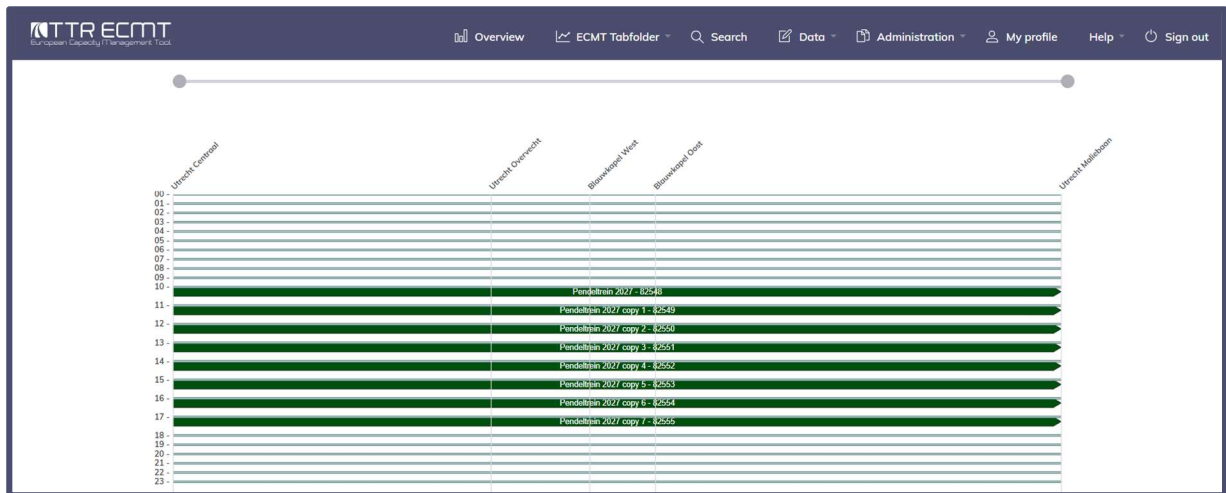 TTR ECMT
European Capacity Management Tool
Overview
ECMT Tabfolder
Search
Data
Administration
My profile
Help
Sign out
Utrecht Centraal
Utrecht Overvecht
Blauwkapel West
Blauwkapel Oost
Utrecht Maliebaan
00 -
01 -
02 -
03 -
04 -
05 -
06 -
07 -
08 -
09 -
10 -
Pendeltrein 2027 - 82548
11 -
Pendeltrein 2027 copy 1 - 82549
12 -
Pendeltrein 2027 copy 2 - 82550
13 -
Pendeltrein 2027 copy 3 - 82551
14 -
Pendeltrein 2027 copy 4 - 82552
15 -
Pendeltrein 2027 copy 5 - 82553
16 -
Pendeltrein 2027 copy 6 - 82554
17 -
Pendeltrein 2027 copy 7 - 82555
18 -
19 -
20 -
21 -
22 -
23 -